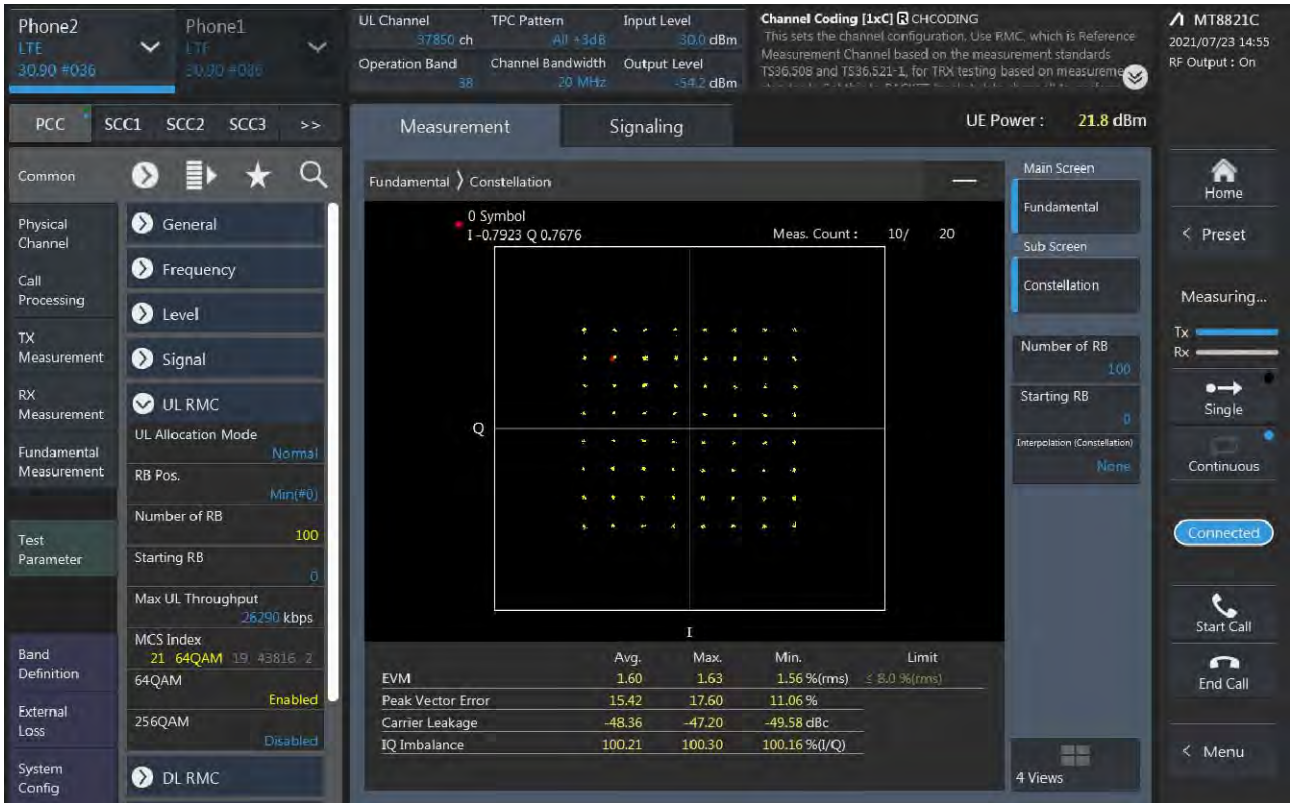 Phone2
LTE
30.90 #036
Phone1
LTE
30.90 #036
UL Channel
37850 ch
TPC Pattern
All +3dB
Input Level
30.0 dBm
Operation Band
38
Channel Bandwidth
20 MHz
Output Level
-54.2 dBm
Channel Coding [1xC] R CHCODING
This sets the channel configuration. Use RMC, which is Reference
Measurement Channel based on the measurement standards
TS36.508 and TS36.521-1, for TRX testing based on measureme
MT8821C
2021/07/23 14:55
RF Output : On
PCC SCC1 SCC2 SCC3 >>
Measurement
Signaling
UE Power : 21.8 dBm
Common
Physical
Channel
Call
Processing
TX
Measurement
RX
Measurement
Fundamental
Measurement
Test
Parameter
Band
Definition
External
Loss
System
Config
General
Frequency
Level
Signal
UL RMC
UL Allocation Mode
Normal
RB Pos.
Min(#0)
Number of RB
100
Starting RB
0
Max UL Throughput
26290 kbps
MCS Index
21 64QAM 19 43816 2
64QAM
Enabled
256QAM
Disabled
DL RMC
Fundamental > Constellation
0 Symbol
I -0.7923 Q 0.7676
Meas. Count : 10/ 20
Q
I
Avg. Max. Min. Limit
EVM 1.60 1.63 1.56 %(rms) ≤ 8.0 %(rms)
Peak Vector Error 15.42 17.60 11.06 %
Carrier Leakage -48.36 -47.20 -49.58 dBc
IQ Imbalance 100.21 100.30 100.16 %(I/Q)
Main Screen
Fundamental
Sub Screen
Constellation
Number of RB
100
Starting RB
0
Interpolation (Constellation)
None
4 Views
Home
< Preset
Measuring...
Tx
Rx
Single
Continuous
Connected
Start Call
End Call
< Menu